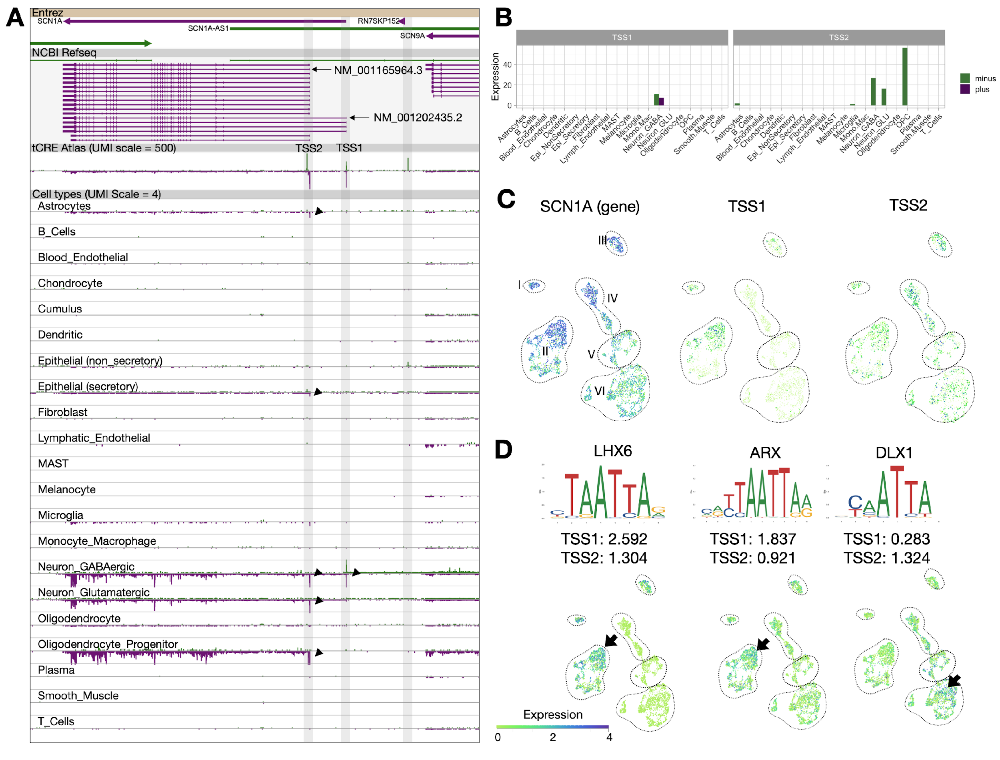 A
Entrez
SCN1A
RN7SKP152
SCN1A-AS1
SCN9A
NCBI Refseq
NM_001165964.3
NM_001202435.2
tCRE Atlas (UMI scale = 500)
TSS2
TSS1
Cell types (UMI Scale = 4)
Astrocytes
B_Cells
Blood_Endothelial
Chondrocyte
Cumulus
Dendritic
Epithelial (non_secretory)
Epithelial (secretory)
Fibroblast
Lymphatic_Endothelial
MAST
Melanocyte
Microglia
Monocyte_Macrophage
Neuron_GABAergic
Neuron_Glutamatergic
Oligodendrocyte
Oligodendrocyte_Progenitor
Plasma
Smooth_Muscle
T_Cells
B
TSS1
TSS2
Expression
40
20
0
minus
plus
Astrocytes
B_Cells
Blood_Endothelial
Chondrocyte
Dendritic
Epi_NonSecretory
Epi_Secretory
Fibroblast
Lymph_Endothelial
MAST
Melanocyte
Microglia
Mono.Mac
Neuron_GABA
Neuron_GLU
Oligodendrocyte
OPC
Plasma
Smooth.Muscle
T_Cells
Astrocytes
B_Cells
Blood_Endothelial
Chondrocyte
Dendritic
Epi_NonSecretory
Epi_Secretory
Fibroblast
Lymph_Endothelial
MAST
Melanocyte
Microglia
Mono.Mac
Neuron_GABA
Neuron_GLU
Oligodendrocyte
OPC
Plasma
Smooth.Muscle
T_Cells
C
SCN1A (gene)
TSS1
TSS2
III
I
IV
II
V
VI
D
LHX6
ARX
DLX1
TSS1: 2.592
TSS2: 1.304
TSS1: 1.837
TSS2: 0.921
TSS1: 0.283
TSS2: 1.324
Expression
0
2
4